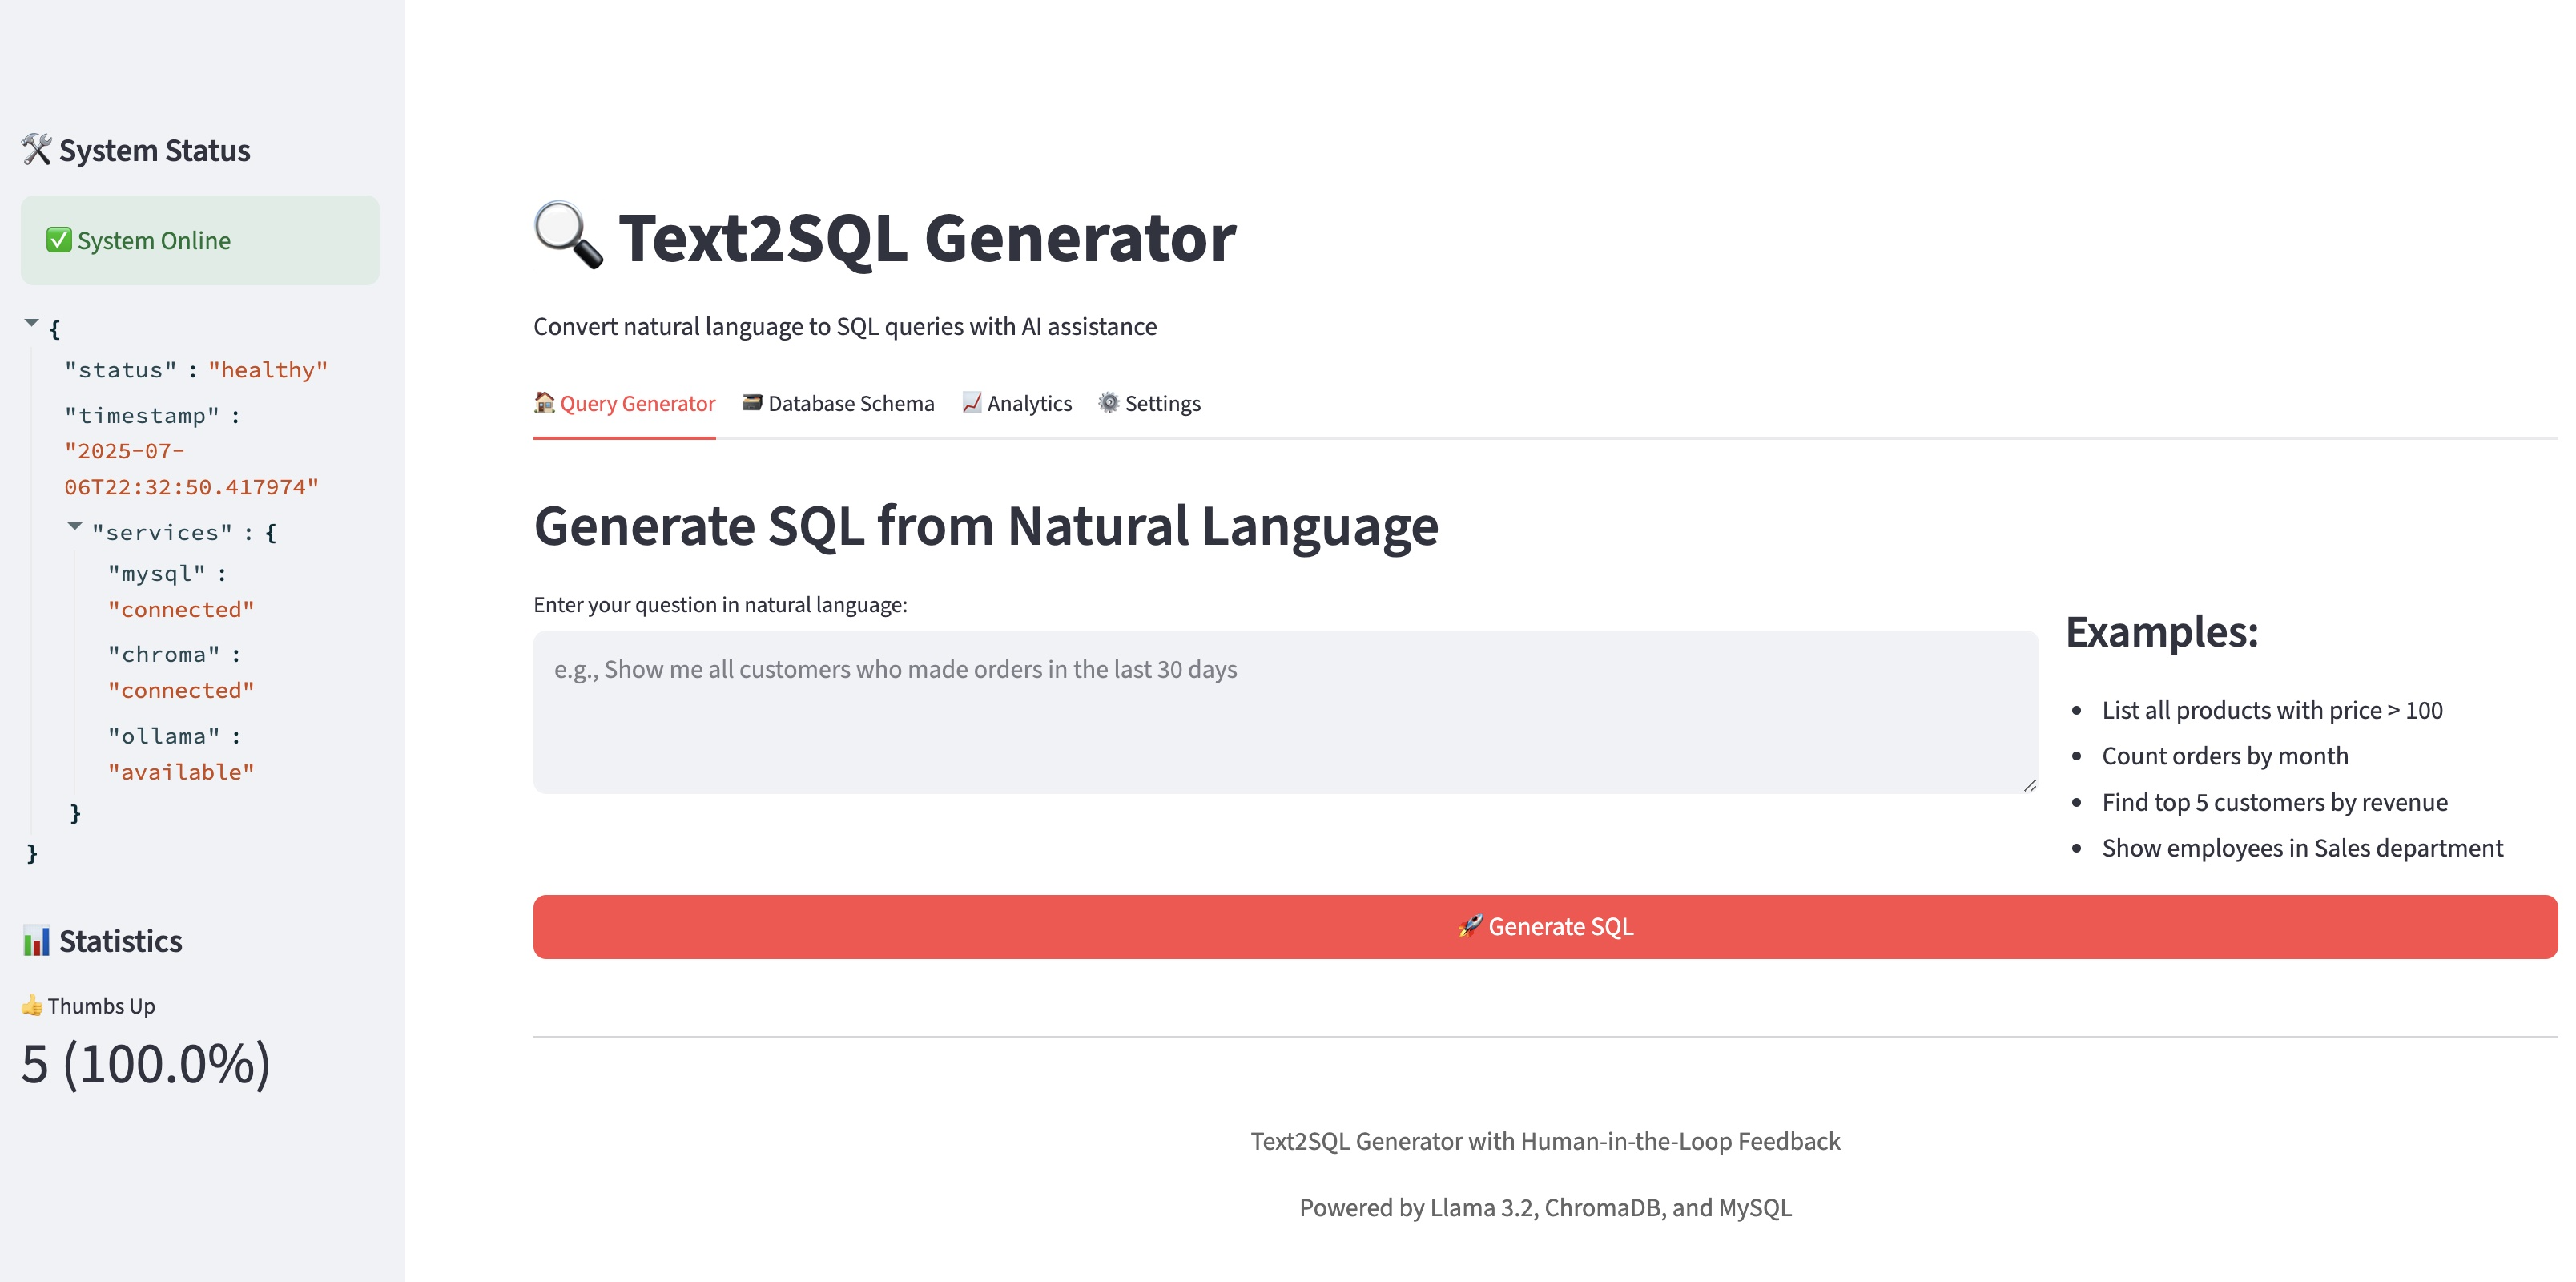 🛠️ System Status
✅ System Online
{
"status" : "healthy"
"timestamp" :
"2025-07-
06T22:32:50.417974"
"services" : {
"mysql" :
"connected"
"chroma" :
"connected"
"ollama" :
"available"
}
}
📊 Statistics
👍 Thumbs Up
5 (100.0%)
🔍 Text2SQL Generator
Convert natural language to SQL queries with AI assistance
🏠 Query Generator 🗃️ Database Schema 📈 Analytics ⚙️ Settings
Generate SQL from Natural Language
Enter your question in natural language:
e.g., Show me all customers who made orders in the last 30 days
Examples:
• List all products with price > 100
• Count orders by month
• Find top 5 customers by revenue
• Show employees in Sales department
🚀 Generate SQL
Text2SQL Generator with Human-in-the-Loop Feedback
Powered by Llama 3.2, ChromaDB, and MySQL